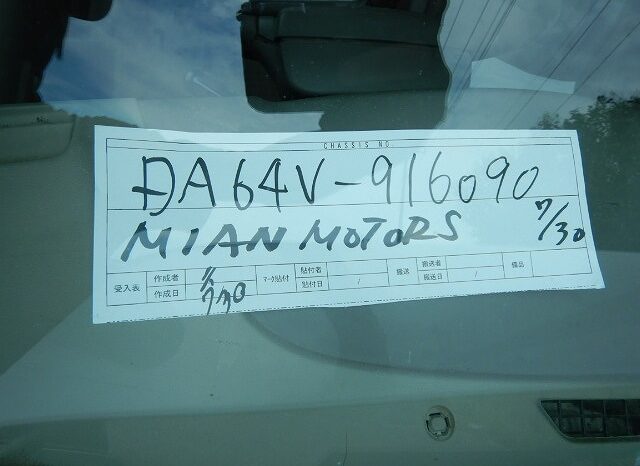 CHASSIS NO
DA64V-916090
MIAN MOTORS 7/30
受入表 作成者 マーク貼付 貼付者 搬送 搬送者 備品
作成日 7/30 貼付日 / 搬送日 /